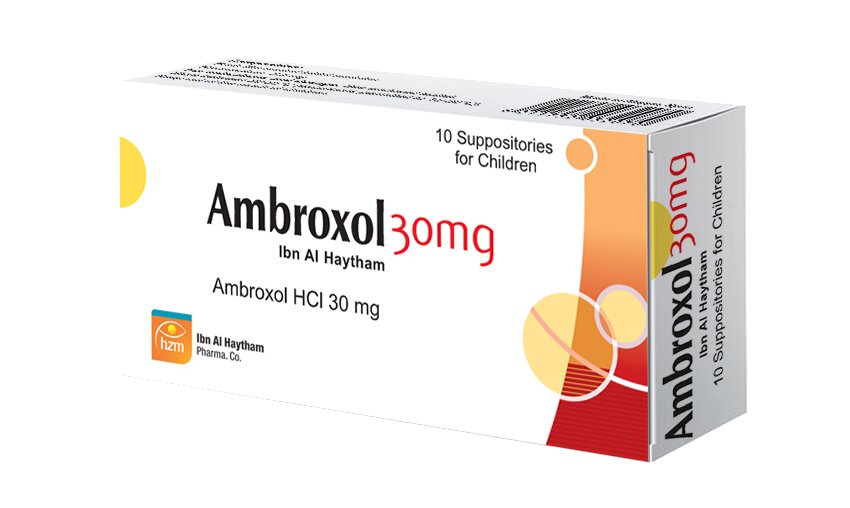 10 Suppositories
for Children
Ambroxol 30mg
Ibn Al Haytham
Ambroxol HCl 30 mg
hzm
Ibn Al Haytham
Pharma. Co.
Ambroxol 30mg
Ibn Al Haytham
10 Suppositories for Children